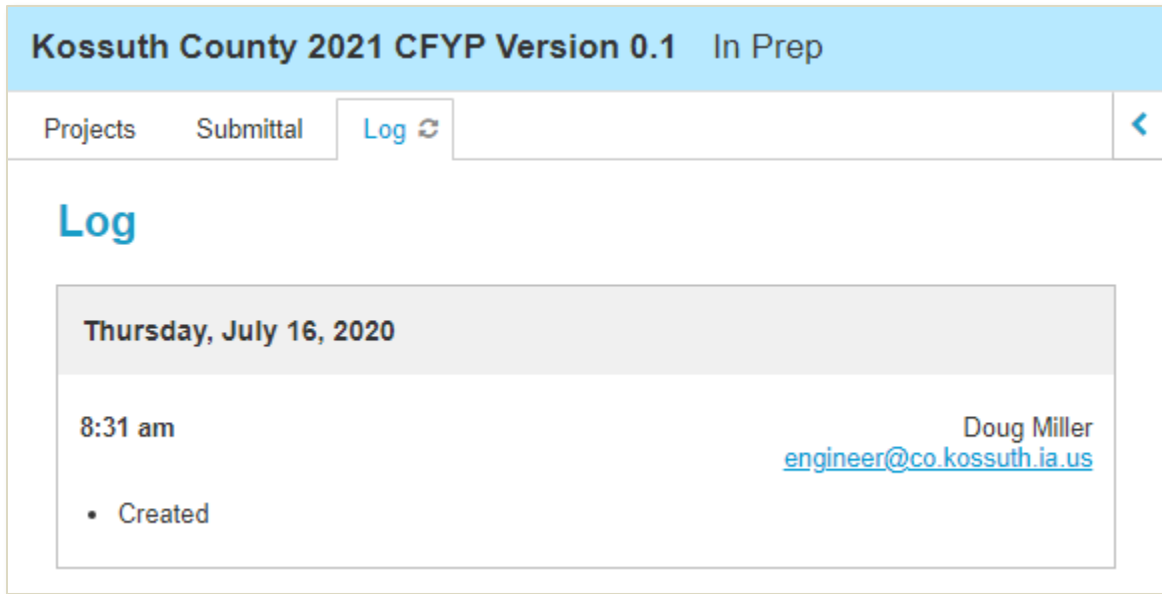 Kossuth County 2021 CFYP Version 0.1 In Prep
Projects Submittal Log
Log
Thursday, July 16, 2020
8:31 am Doug Miller
engineer@co.kossuth.ia.us
• Created